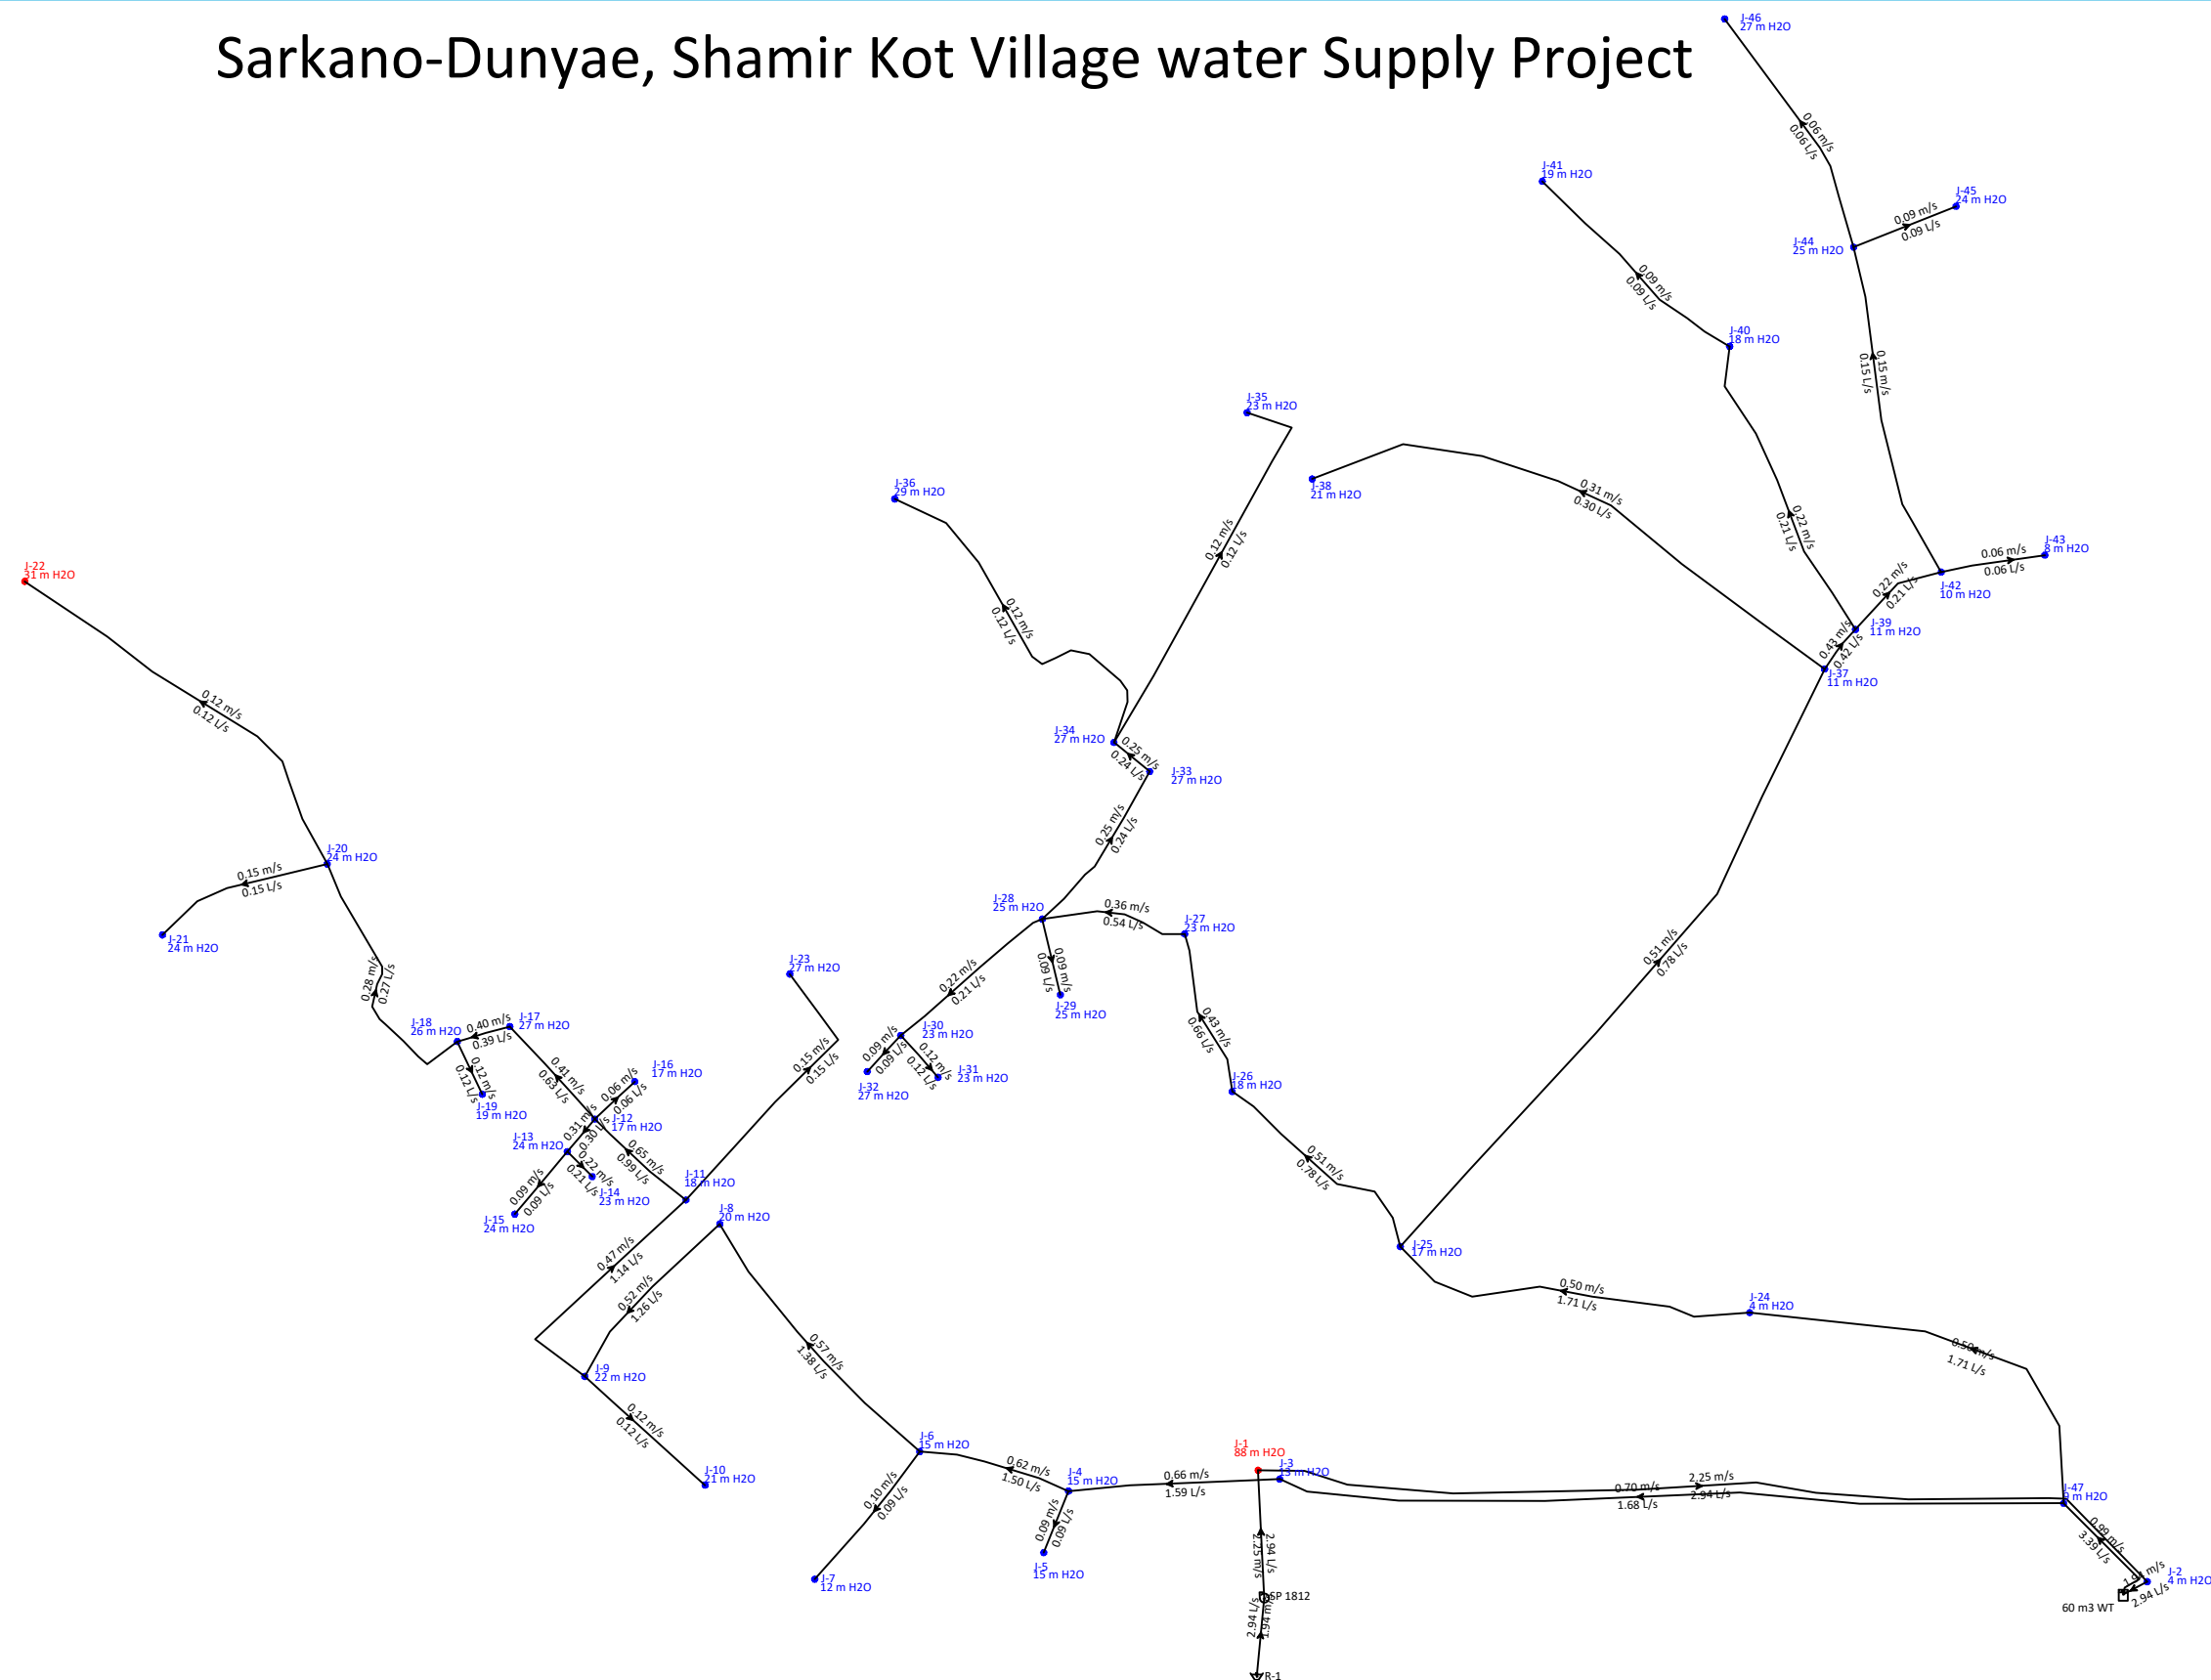 Sarkano-Dunyae, Shamir Kot Village water Supply Project
J-46
27 m H2O
0.06 m/s
0.06 L/s
J-41
19 m H2O
J-45
24 m H2O
0.09 m/s
0.09 L/s
J-44
25 m H2O
0.09 m/s
0.09 L/s
J-40
18 m H2O
0.15 m/s
0.15 L/s
J-35
23 m H2O
J-36
29 m H2O
J-38
21 m H2O
0.31 m/s
0.30 L/s
0.22 m/s
0.21 L/s
0.12 m/s
0.12 L/s
J-43
8 m H2O
0.06 m/s
0.06 L/s
J-42
10 m H2O
0.22 m/s
0.21 L/s
J-22
31 m H2O
0.12 m/s
0.12 L/s
J-39
11 m H2O
0.43 m/s
0.42 L/s
J-37
11 m H2O
0.12 m/s
0.12 L/s
J-34
27 m H2O
0.25 m/s
0.24 L/s
J-33
27 m H2O
0.25 m/s
0.24 L/s
J-20
24 m H2O
0.15 m/s
0.15 L/s
J-21
24 m H2O
J-28
25 m H2O
0.36 m/s
0.54 L/s
J-27
23 m H2O
0.51 m/s
0.78 L/s
J-23
27 m H2O
0.22 m/s
0.21 L/s
0.09 m/s
0.09 L/s
J-29
25 m H2O
0.28 m/s
0.27 L/s
J-18
26 m H2O
0.40 m/s
0.39 L/s
J-17
27 m H2O
J-30
23 m H2O
0.43 m/s
0.66 L/s
0.09 m/s
0.09 L/s
0.12 m/s
0.12 L/s
J-31
23 m H2O
J-32
27 m H2O
J-26
18 m H2O
0.15 m/s
0.15 L/s
J-16
17 m H2O
0.41 m/s
0.63 L/s
0.06 m/s
0.06 L/s
0.12 m/s
0.12 L/s
J-19
19 m H2O
J-12
17 m H2O
0.31 m/s
0.30 L/s
J-13
24 m H2O
0.65 m/s
0.99 L/s
0.22 m/s
0.21 L/s
J-14
23 m H2O
J-11
18 m H2O
0.09 m/s
0.09 L/s
J-15
24 m H2O
0.51 m/s
0.78 L/s
J-8
20 m H2O
J-25
17 m H2O
0.47 m/s
1.14 L/s
0.52 m/s
1.26 L/s
0.50 m/s
1.71 L/s
J-24
4 m H2O
0.57 m/s
1.38 L/s
0.50 m/s
1.71 L/s
J-9
22 m H2O
0.12 m/s
0.12 L/s
J-10
21 m H2O
J-6
15 m H2O
0.62 m/s
1.50 L/s
J-4
15 m H2O
0.66 m/s
1.59 L/s
J-1
88 m H2O
J-3
13 m H2O
0.70 m/s
1.68 L/s
2.25 m/s
2.94 L/s
J-47
9 m H2O
0.99 m/s
3.39 L/s
0.10 m/s
0.09 L/s
J-7
12 m H2O
0.09 m/s
0.09 L/s
J-5
15 m H2O
2.94 L/s
2.25 m/s
SP 1812
2.94 L/s
1.94 m/s
R-1
J-2
4 m H2O
2.94 L/s
60 m3 WT